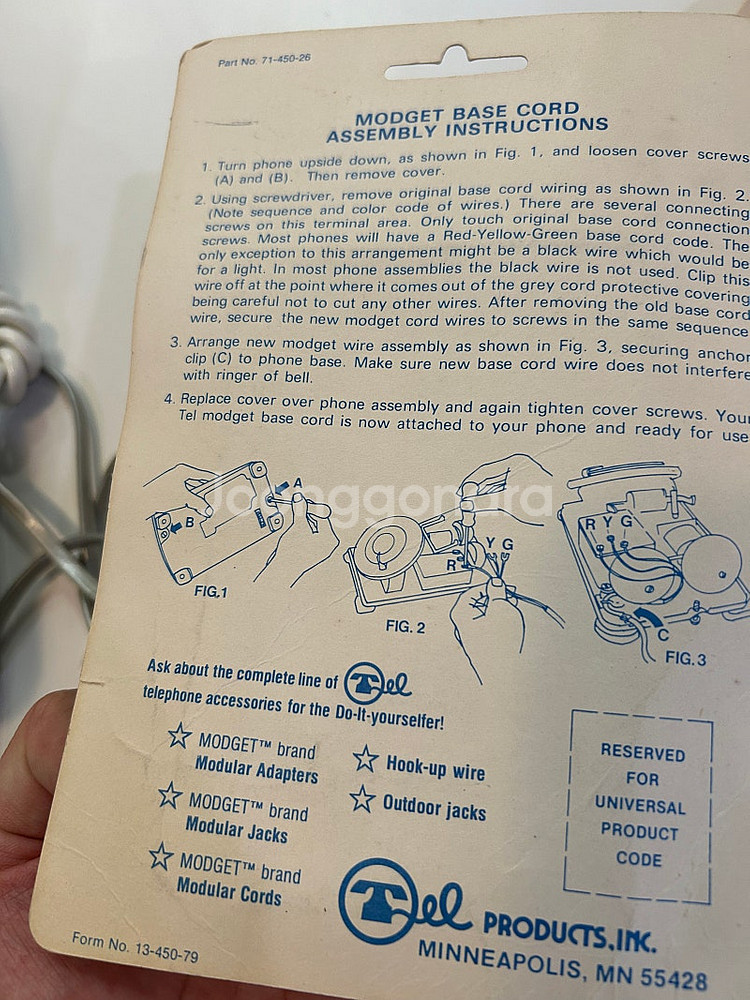 Part No. 71-450-26
MODGET BASE CORD
ASSEMBLY INSTRUCTIONS
1. Turn phone upside down, as shown in Fig. 1, and loosen cover screws
(A) and (B). Then remove cover.
2. Using screwdriver, remove original base cord wiring as shown in Fig. 2.
(Note sequence and color code of wires.) There are several connecting
screws on this terminal area. Only touch original base cord connection
screws. Most phones will have a Red-Yellow-Green base cord code. The
only exception to this arrangement might be a black wire which would be
for a light. In most phone assemblies the black wire is not used. Clip this
wire off at the point where it comes out of the grey cord protective covering
being careful not to cut any other wires. After removing the old base cord
wire, secure the new modget cord wires to screws in the same sequence
3. Arrange new modget wire assembly as shown in Fig. 3, securing anchor
clip (C) to phone base. Make sure new base cord wire does not interfere
with ringer of bell.
4. Replace cover over phone assembly and again tighten cover screws. Your
Tel modget base cord is now attached to your phone and ready for use
A
B
FIG.1
R Y G
FIG. 2
R Y G
C
FIG.3
Joonggonara
Ask about the complete line of Tel
telephone accessories for the Do-It-yourselfer!
☆ MODGET™ brand
Modular Adapters
☆ MODGET™ brand
Modular Jacks
☆ MODGET™ brand
Modular Cords
☆ Hook-up wire
☆ Outdoor jacks
RESERVED
FOR
UNIVERSAL
PRODUCT
CODE
Tel PRODUCTS, INC.
MINNEAPOLIS, MN 55428
Form No. 13-450-79